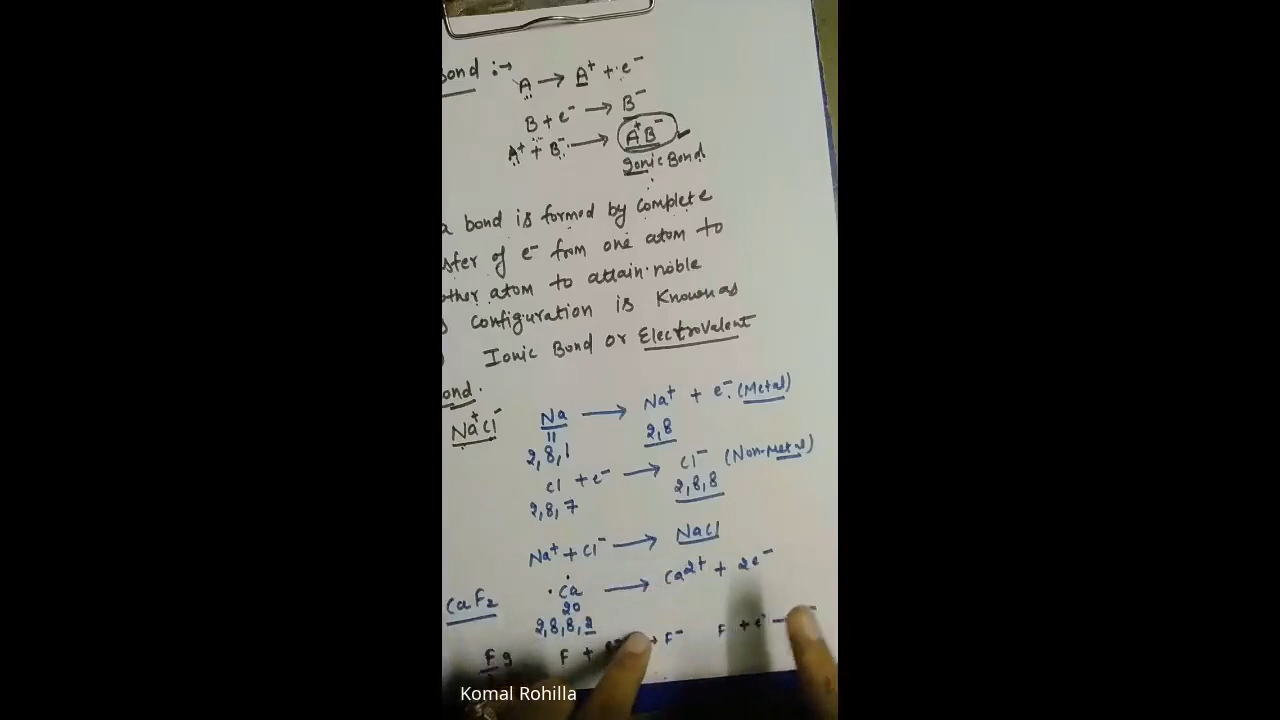 Bond :→ A → A⁺ + e⁻
B + e⁻ → B⁻
A⁺ + B⁻ → A⁺B⁻
Ionic Bond
a bond is formed by complete
sfer of e⁻ from one atom to
other atom to attain noble
s configuration is Known as
Ionic Bond or Electrovalent
ond.
Na⁺Cl⁻ Na → Na⁺ + e⁻ (Metal)
2,8,1 2,8
Cl + e⁻ → Cl⁻ (Non-Metal)
2,8,7 2,8,8
Na⁺ + Cl⁻ → NaCl
CaF₂ Ca → Ca²⁺ + 2e⁻
20
2,8,8,2
F 9 F + e⁻ → F⁻ F + e⁻
Komal Rohilla